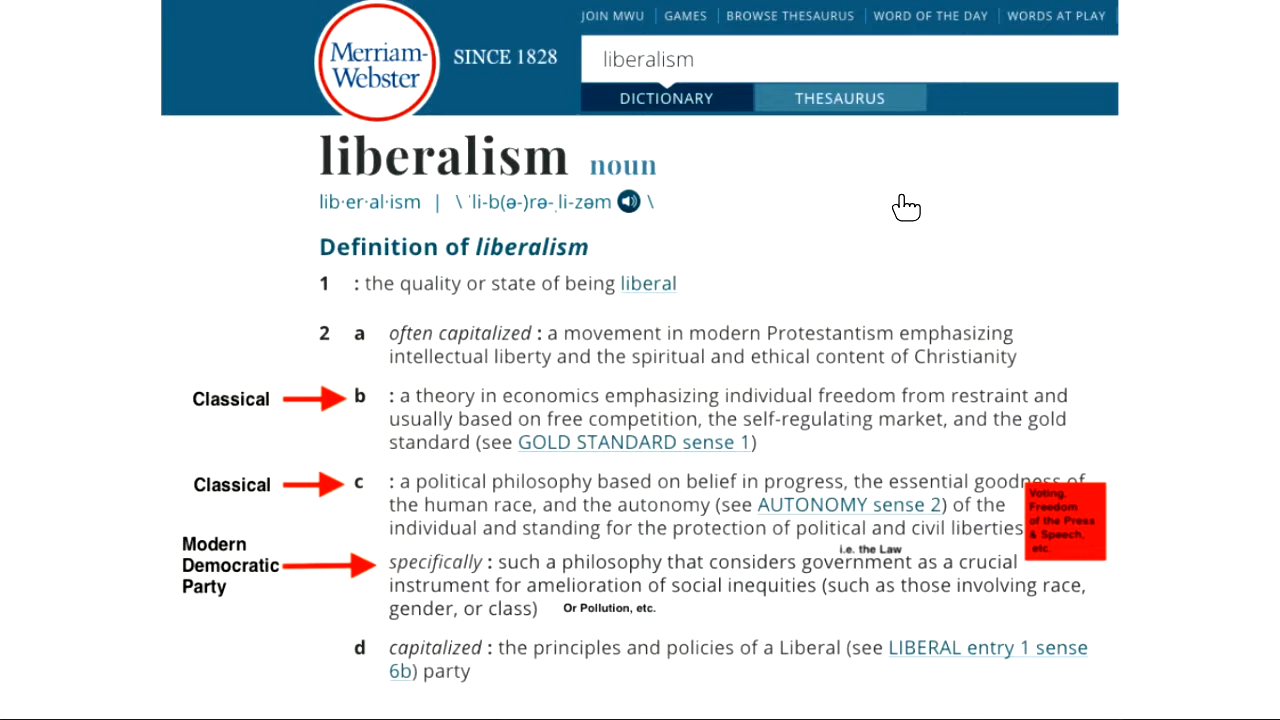 JOIN MWU GAMES BROWSE THESAURUS WORD OF THE DAY WORDS AT PLAY
Merriam-
Webster
SINCE 1828
liberalism
DICTIONARY THESAURUS
liberalism noun
lib·er·al·ism | \ ˈli-b(ə-)rə-ˌli-zəm \
Definition of liberalism
1 : the quality or state of being liberal
2 a often capitalized : a movement in modern Protestantism emphasizing
intellectual liberty and the spiritual and ethical content of Christianity
Classical b : a theory in economics emphasizing individual freedom from restraint and
usually based on free competition, the self-regulating market, and the gold
standard (see GOLD STANDARD sense 1)
Classical c : a political philosophy based on belief in progress, the essential goodness of
the human race, and the autonomy (see AUTONOMY sense 2) of the
individual and standing for the protection of political and civil liberties
Voting,
Freedom
of the Press
& Speech,
etc.
Modern
Democratic
Party
i.e. the Law
specifically : such a philosophy that considers government as a crucial
instrument for amelioration of social inequities (such as those involving race,
gender, or class) Or Pollution, etc.
d capitalized : the principles and policies of a Liberal (see LIBERAL entry 1 sense
6b) party